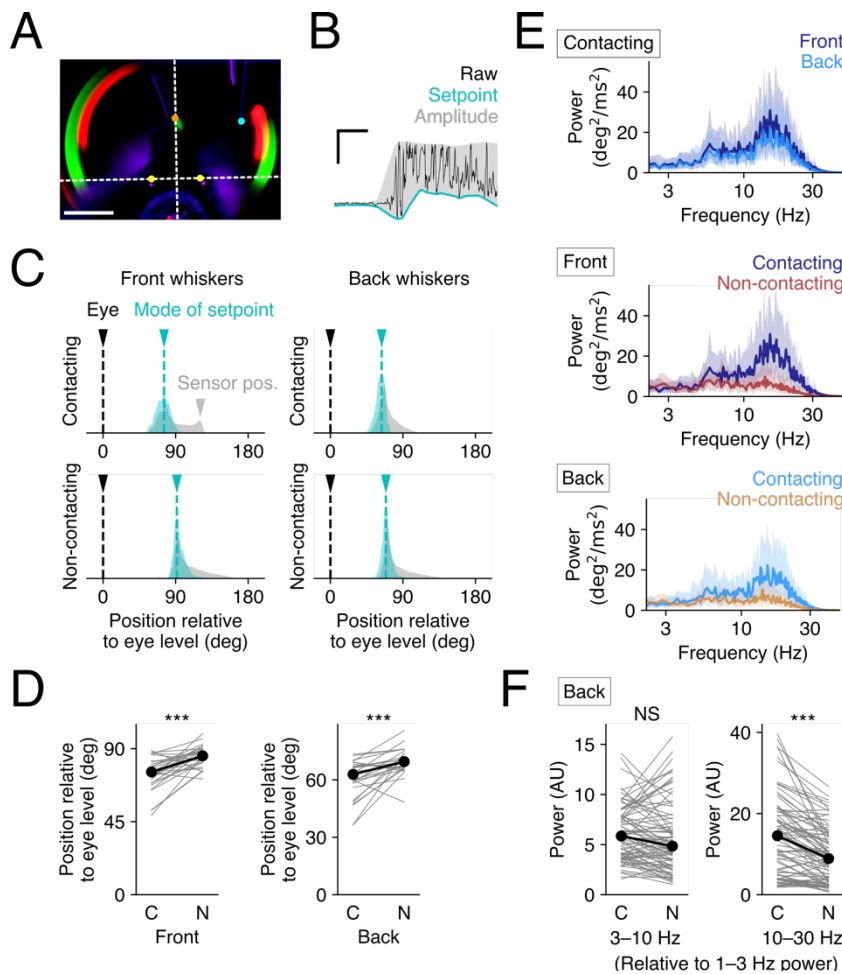 A
B
Raw
Setpoint
Amplitude
C
Front whiskers
Back whiskers
Eye
Mode of setpoint
Sensor pos.
Contacting
0
90
180
0
90
180
Non-contacting
Non-contacting
0
90
180
0
90
180
Position relative
to eye level (deg)
Position relative
to eye level (deg)
Contacting
D
***
***
Position relative
to eye level (deg)
90
45
0
C
N
Front
Position relative
to eye level (deg)
60
30
0
C
N
Back
E
Contacting
Front
Back
Power
(deg²/ms²)
40
20
0
3
10
30
Frequency (Hz)
Front
Contacting
Non-contacting
Power
(deg²/ms²)
40
20
0
3
10
30
Frequency (Hz)
Back
Contacting
Non-contacting
Power
(deg²/ms²)
40
20
0
3
10
30
Frequency (Hz)
F
Back
NS
***
Power (AU)
15
10
5
0
C
N
3–10 Hz
Power (AU)
40
20
0
C
N
10–30 Hz
(Relative to 1–3 Hz power)